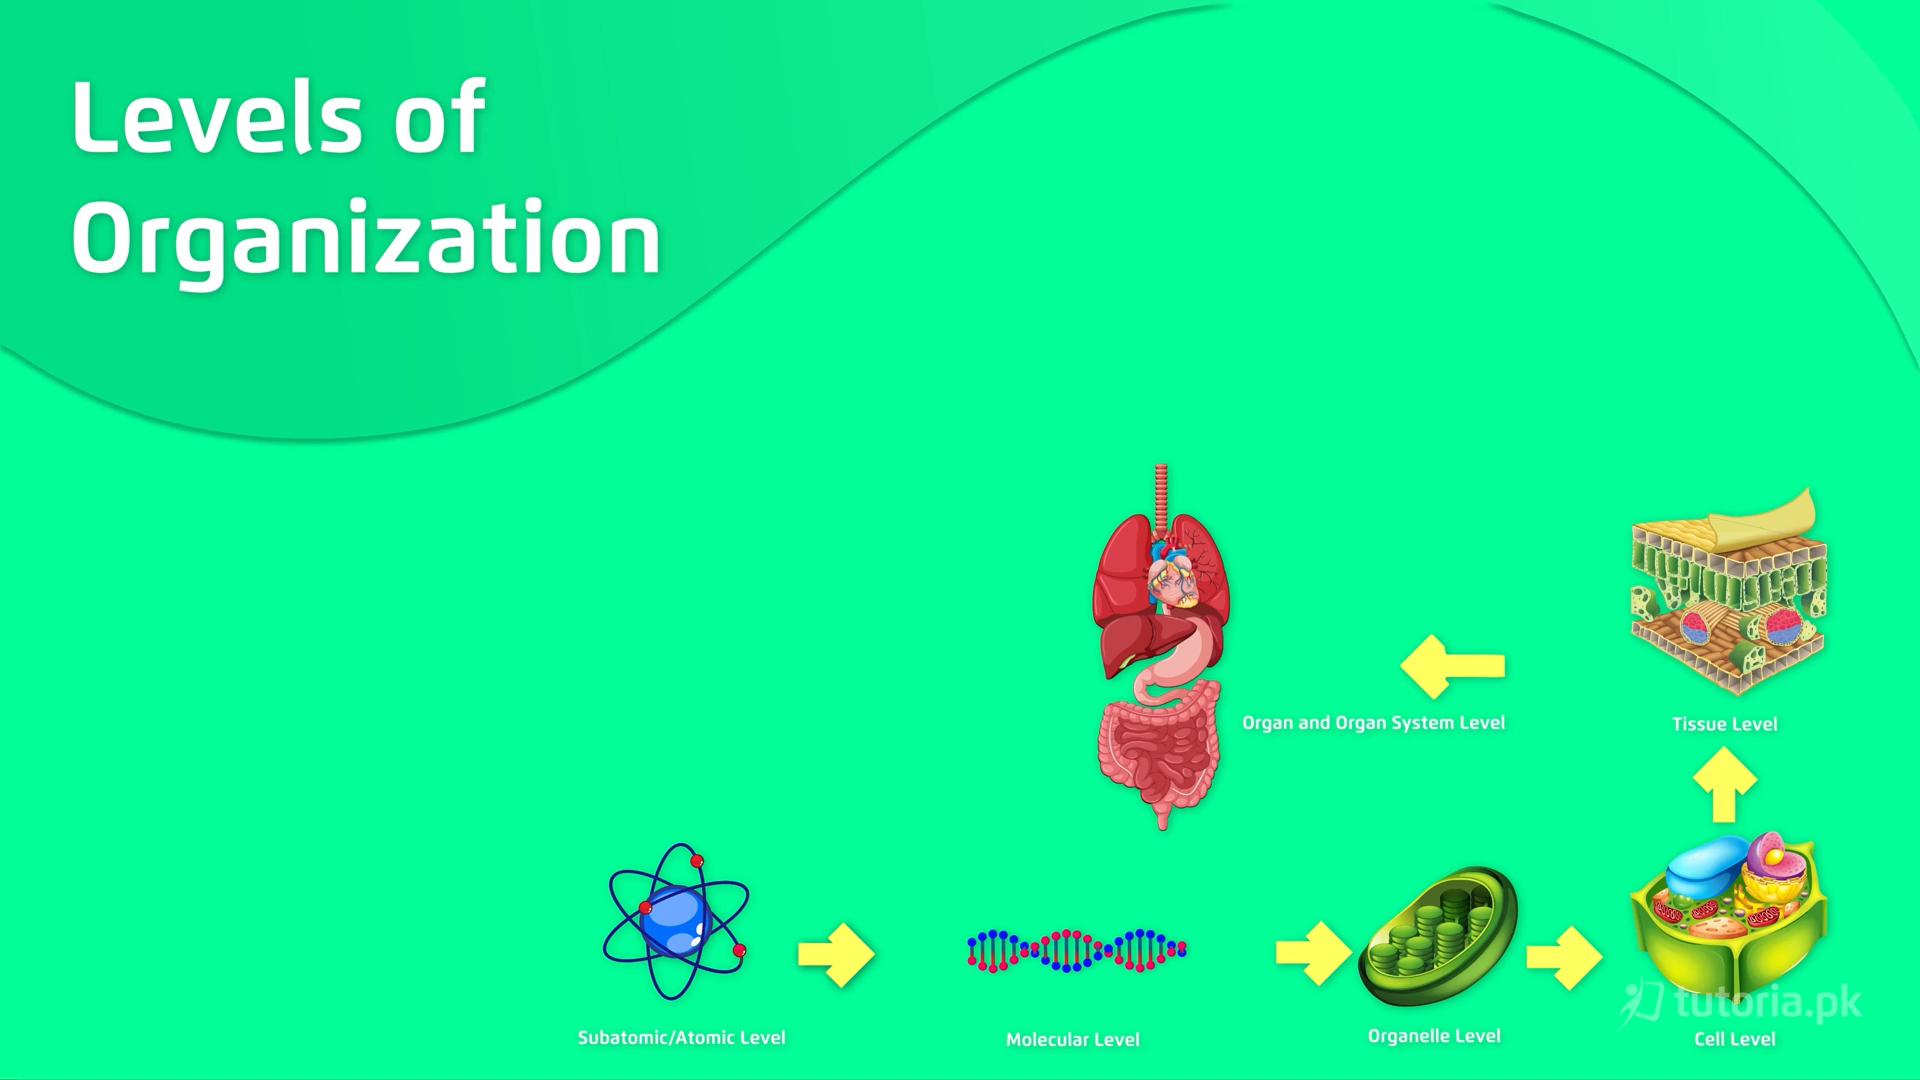 Levels of
Organization
Organ and Organ System Level
Tissue Level
Subatomic/Atomic Level
Molecular Level
Organelle Level
Cell Level
tutoria.pk